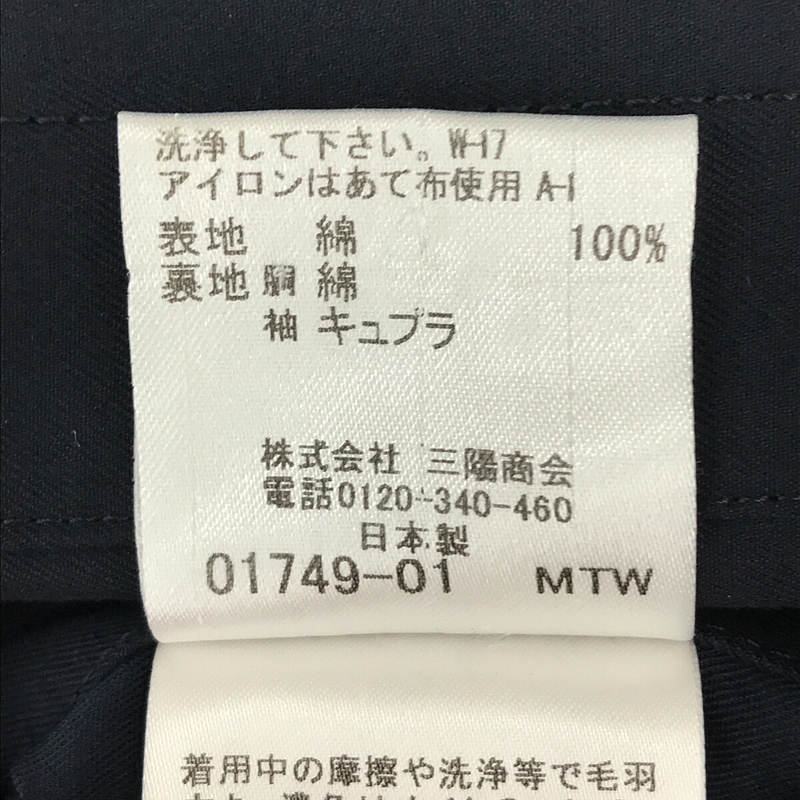 洗浄して下さい。W-17
アイロンはあて布使用 A-1
表地 綿 100%
裏地 胴 綿
袖 キュプラ
株式会社 三陽商会
電話0120-340-460
日本製
01749-01 MTW
着用中の摩擦や洗浄等で毛羽